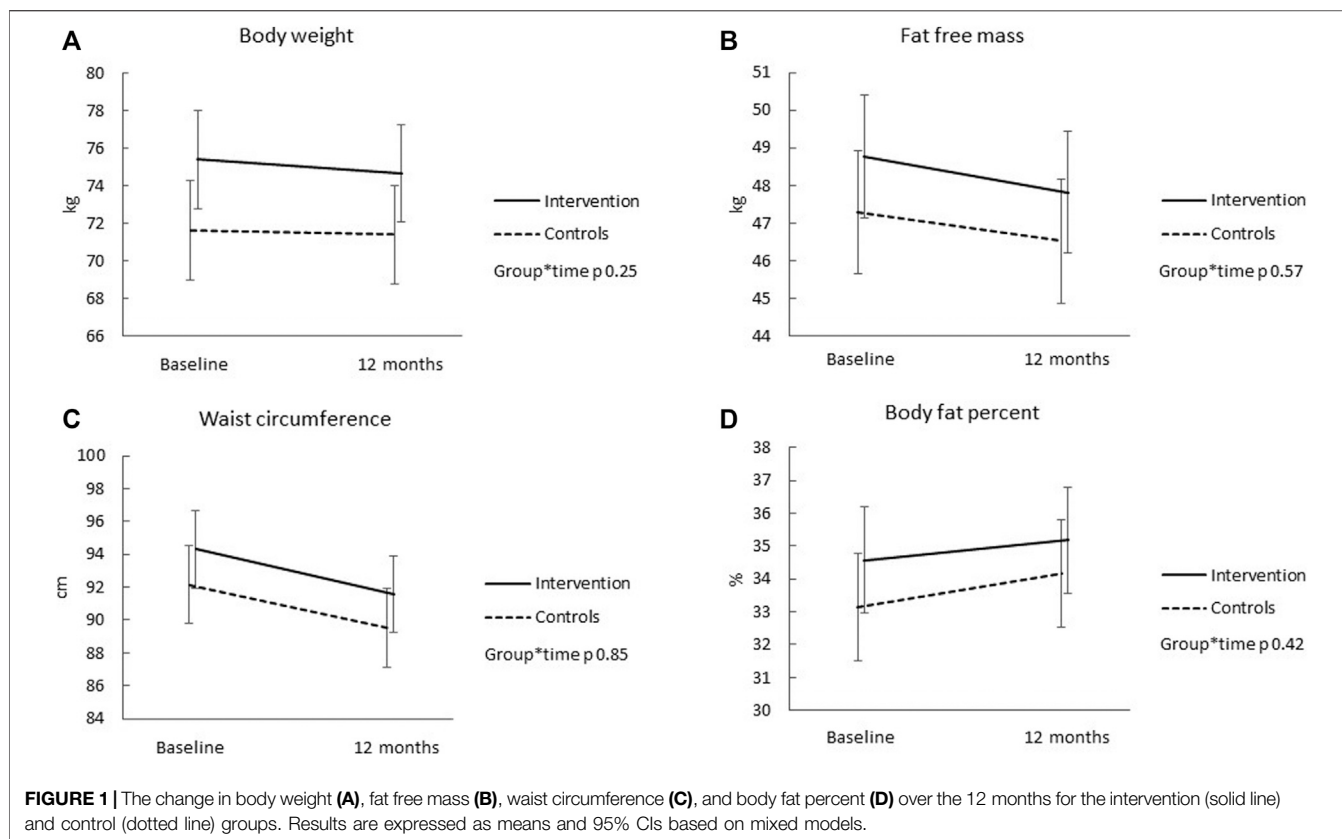 A
Body weight
80
78
76
74
72
70
68
66
kg
Baseline
12 months
Intervention
Controls
Group*time p 0.25
B
Fat free mass
51
50
49
48
47
46
45
44
kg
Baseline
12 months
Intervention
Controls
Group*time p 0.57
C
Waist circumference
100
98
96
94
92
90
88
86
84
cm
Baseline
12 months
Intervention
Controls
Group*time p 0.85
D
Body fat percent
38
37
36
35
34
33
32
31
30
%
Baseline
12 months
Intervention
Controls
Group*time p 0.42
FIGURE 1 | The change in body weight (A), fat free mass (B), waist circumference (C), and body fat percent (D) over the 12 months for the intervention (solid line)
and control (dotted line) groups. Results are expressed as means and 95% CIs based on mixed models.